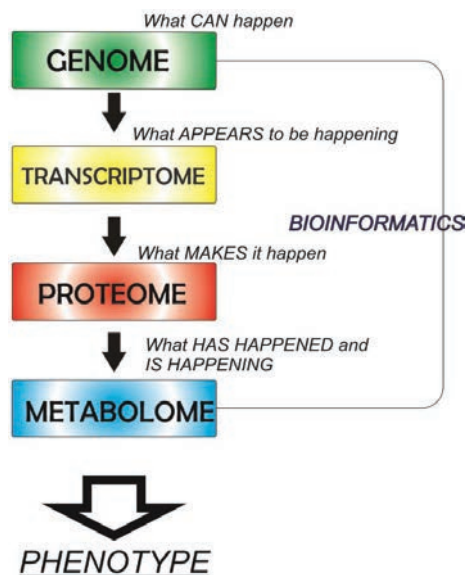 What CAN happen
GENOME
What APPEARS to be happening
TRANSCRIPTOME
BIOINFORMATICS
What MAKES it happen
PROTEOME
What HAS HAPPENED and
IS HAPPENING
METABOLOME
PHENOTYPE